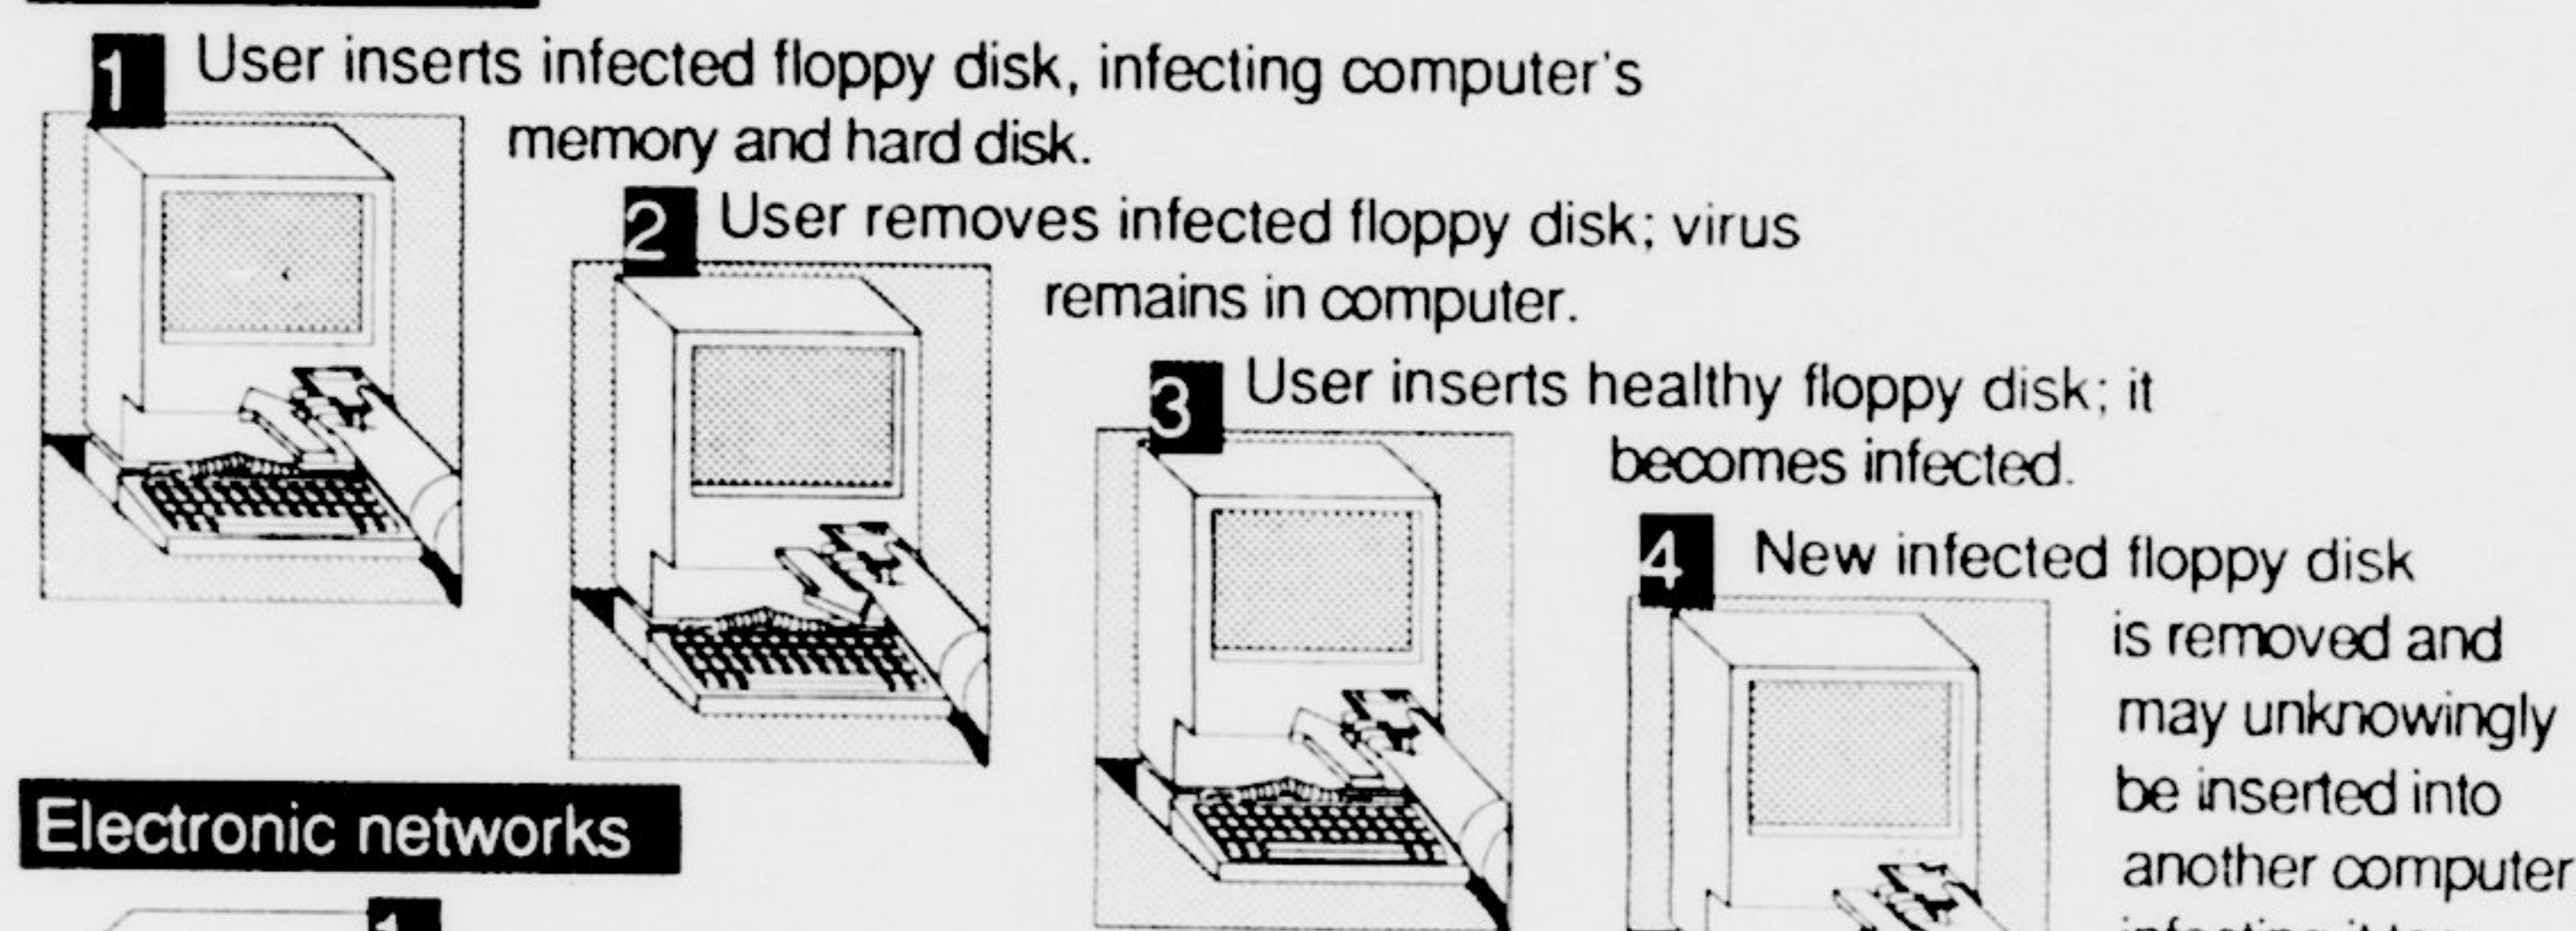 1 User inserts infected floppy disk, infecting computer's
memory and hard disk.
2 User removes infected floppy disk; virus
remains in computer.
3 User inserts healthy floppy disk; it
becomes infected.
4 New infected floppy disk
is removed and
may unknowingly
be inserted into
another computer
Electronic networks
1